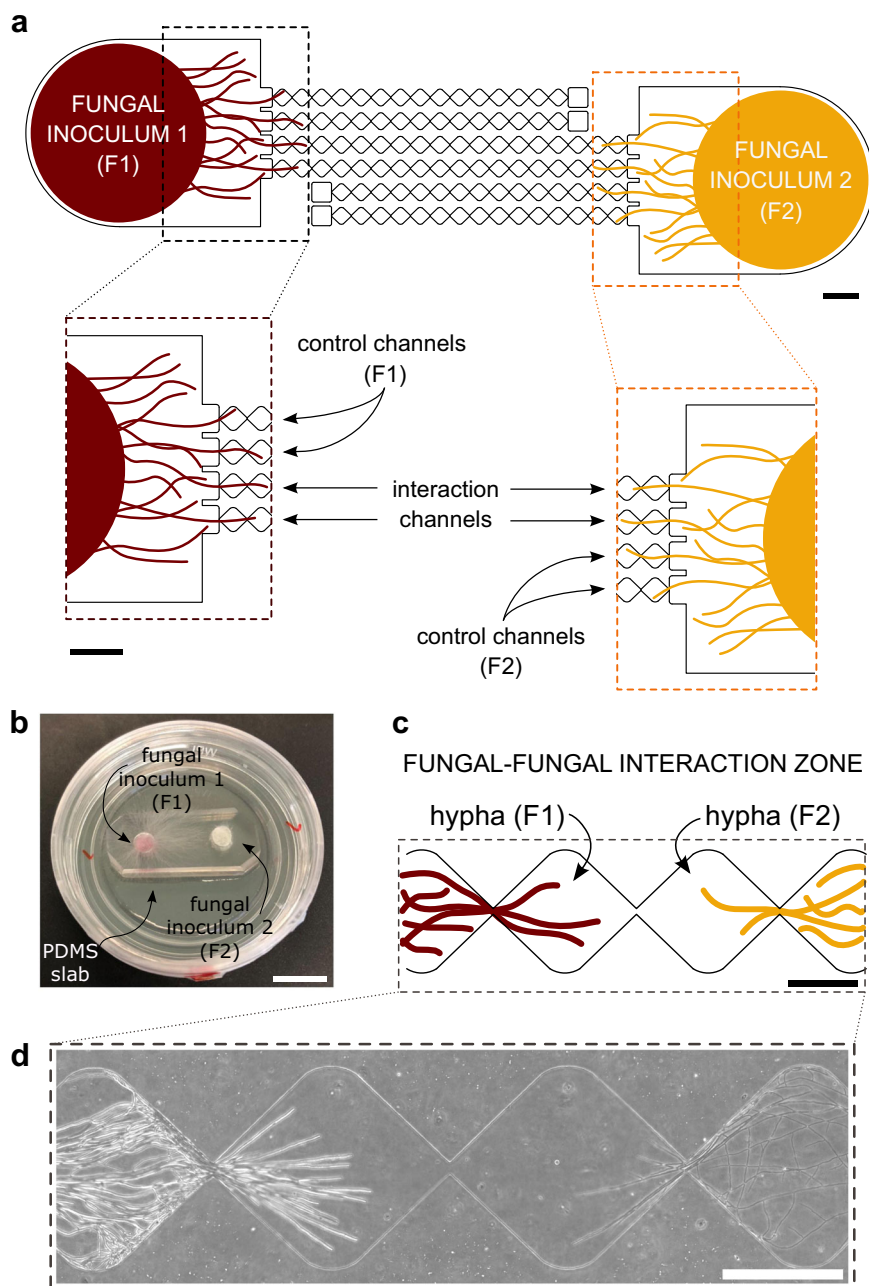 a
FUNGAL
INOCULUM 1
(F1)
FUNGAL
INOCULUM 2
(F2)
control channels
(F1)
interaction
channels
control channels
(F2)
b
fungal
inoculum 1
(F1)
fungal
inoculum 2
(F2)
PDMS
slab
c
FUNGAL-FUNGAL INTERACTION ZONE
hypha (F1)
hypha (F2)
d